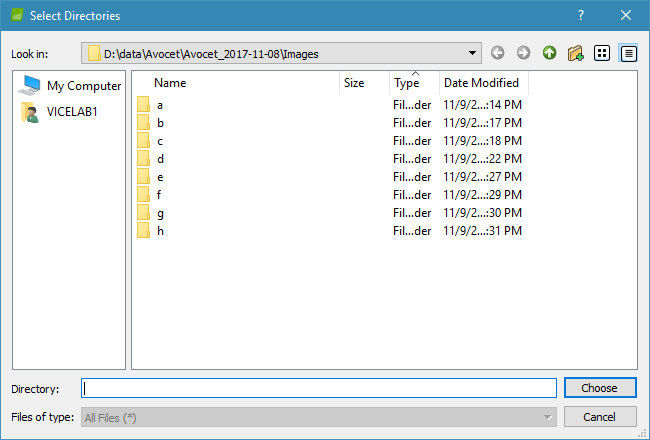 Select Directories
Look in: D:\data\Avocet\Avocet_2017-11-08\Images
My Computer
VICELAB1
Name Size Type Date Modified
a Fil...der 11/9/2...:14 PM
b Fil...der 11/9/2...:17 PM
c Fil...der 11/9/2...:18 PM
d Fil...der 11/9/2...:22 PM
e Fil...der 11/9/2...:27 PM
f Fil...der 11/9/2...:29 PM
g Fil...der 11/9/2...:30 PM
h Fil...der 11/9/2...:31 PM
Directory: Choose
Files of type: All Files (*) Cancel